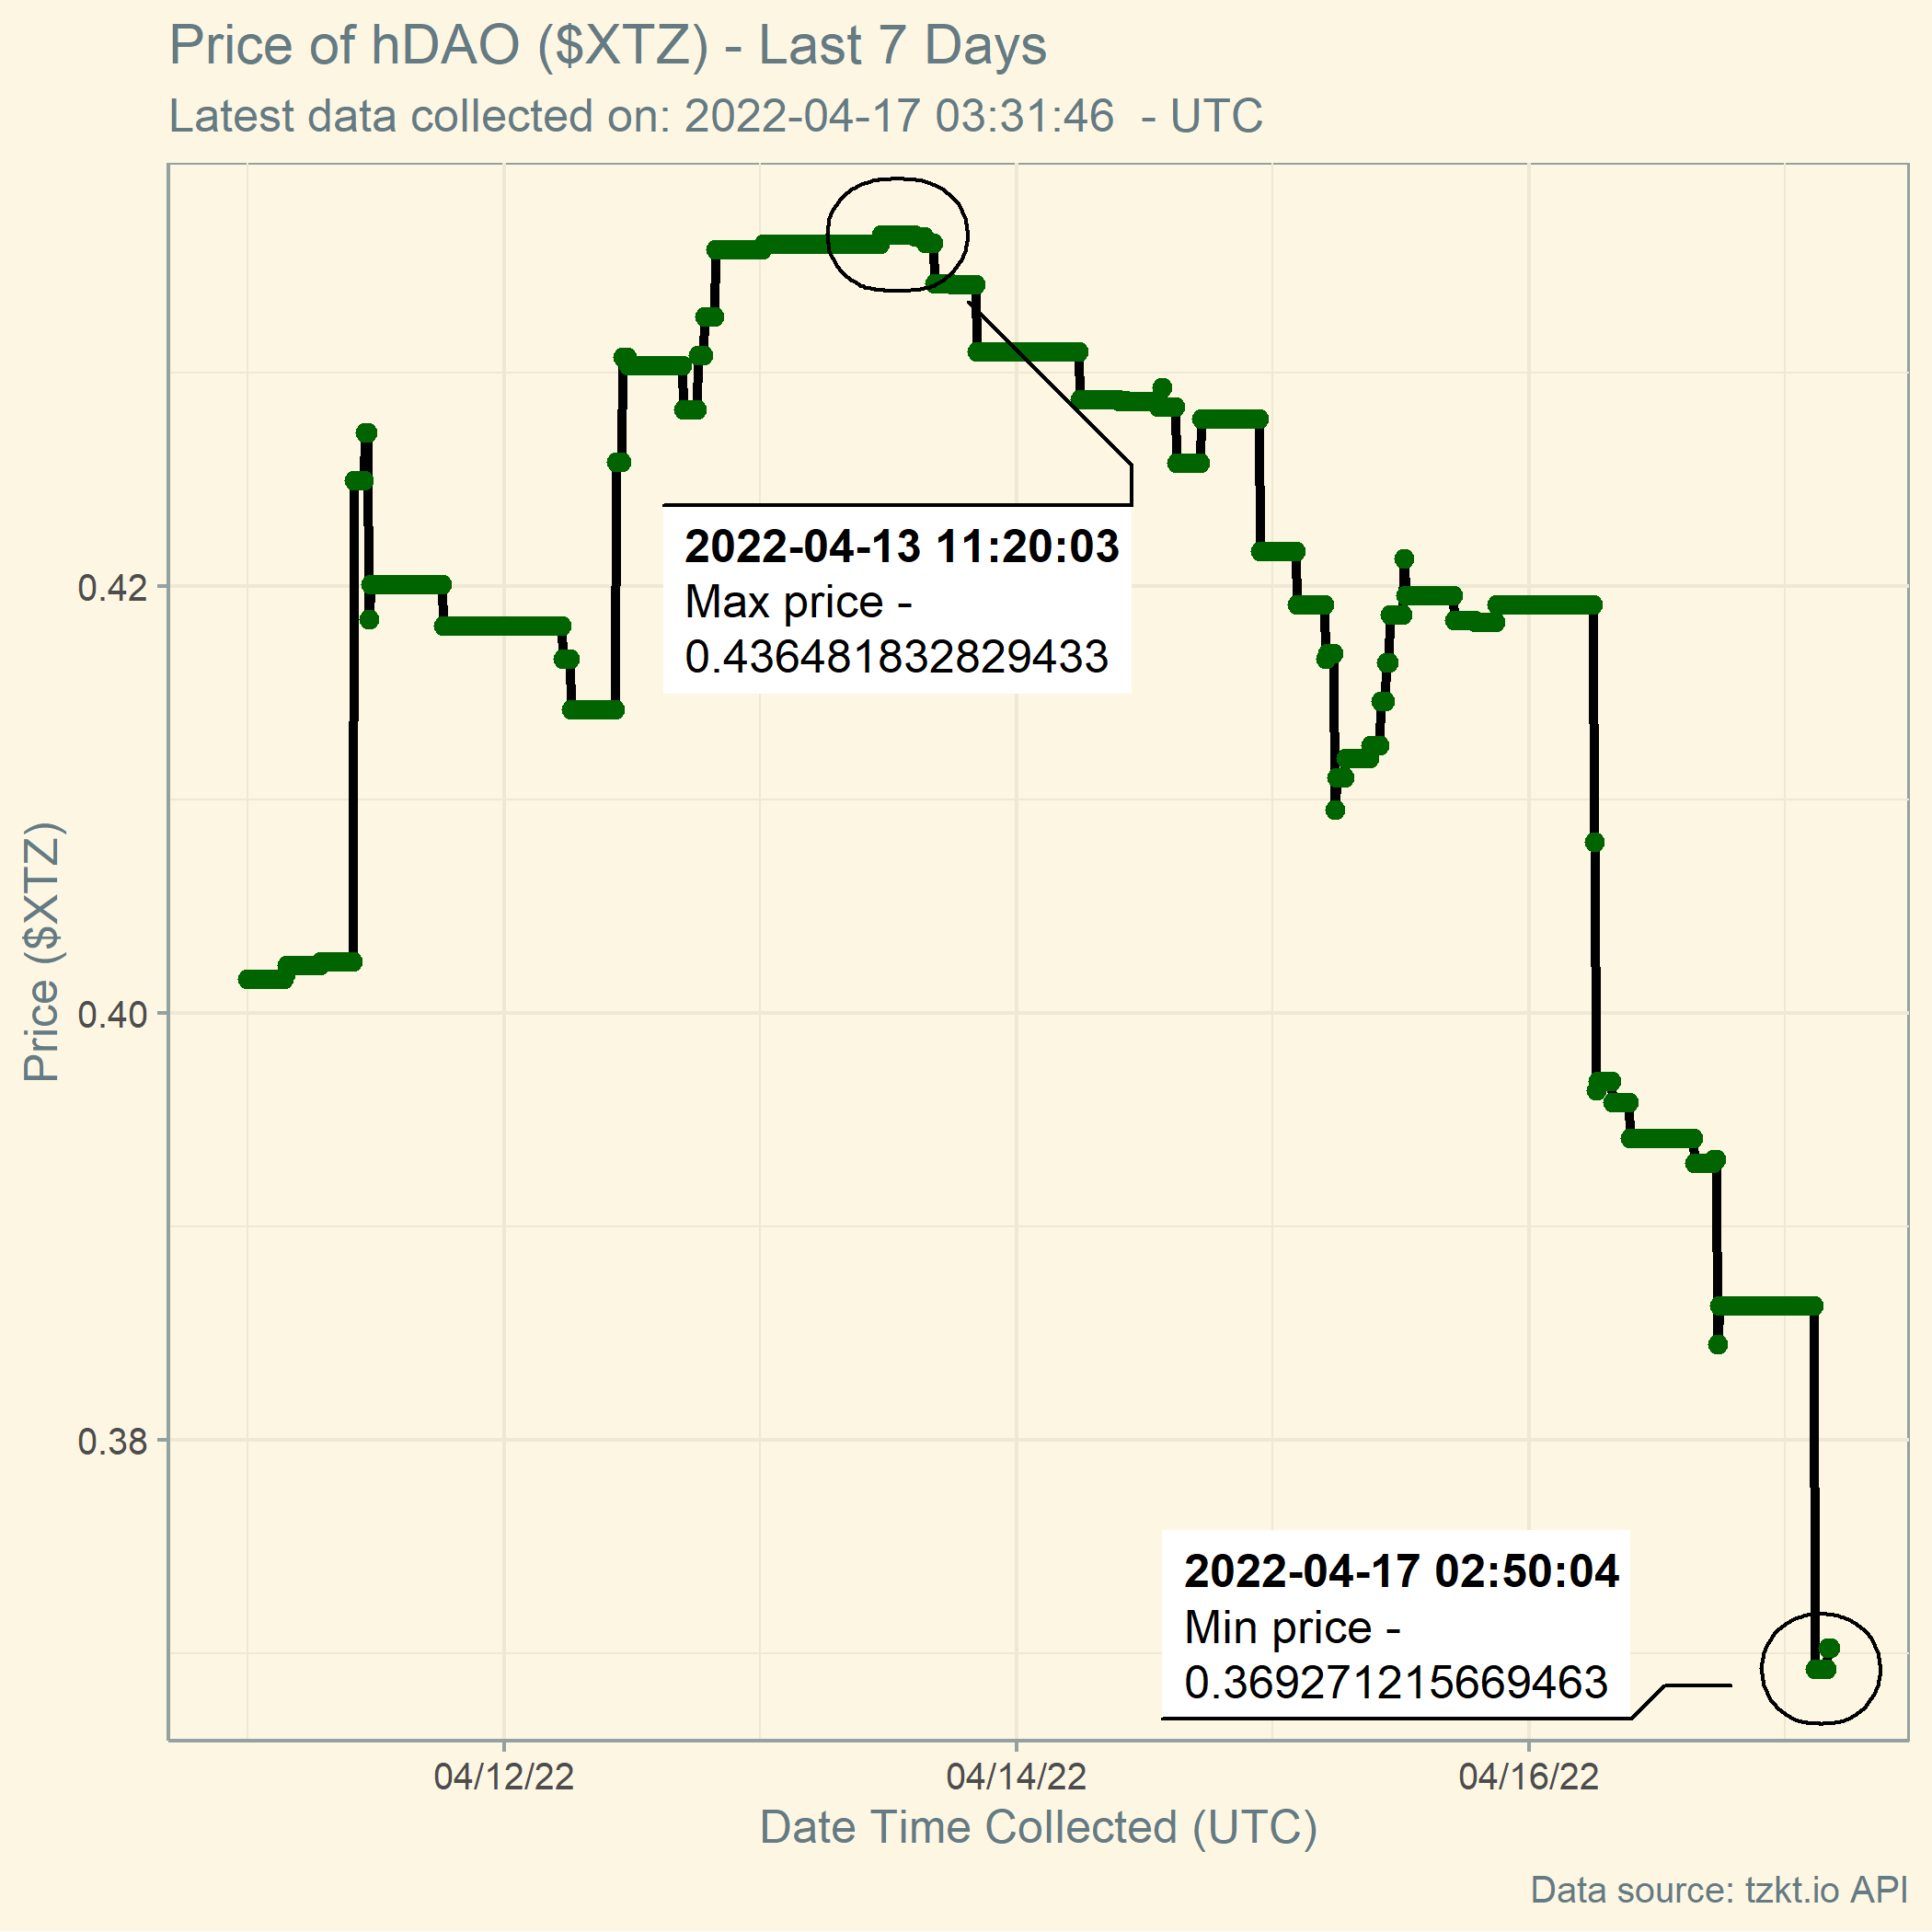 Price of hDAO ($XTZ) - Last 7 Days
Latest data collected on: 2022-04-17 03:31:46  - UTC
Price ($XTZ)
0.42
0.40
0.38
2022-04-13 11:20:03
Max price -
0.436481832829433
2022-04-17 02:50:04
Min price -
0.369271215669463
04/12/22
04/14/22
04/16/22
Date Time Collected (UTC)
Data source: tzkt.io API